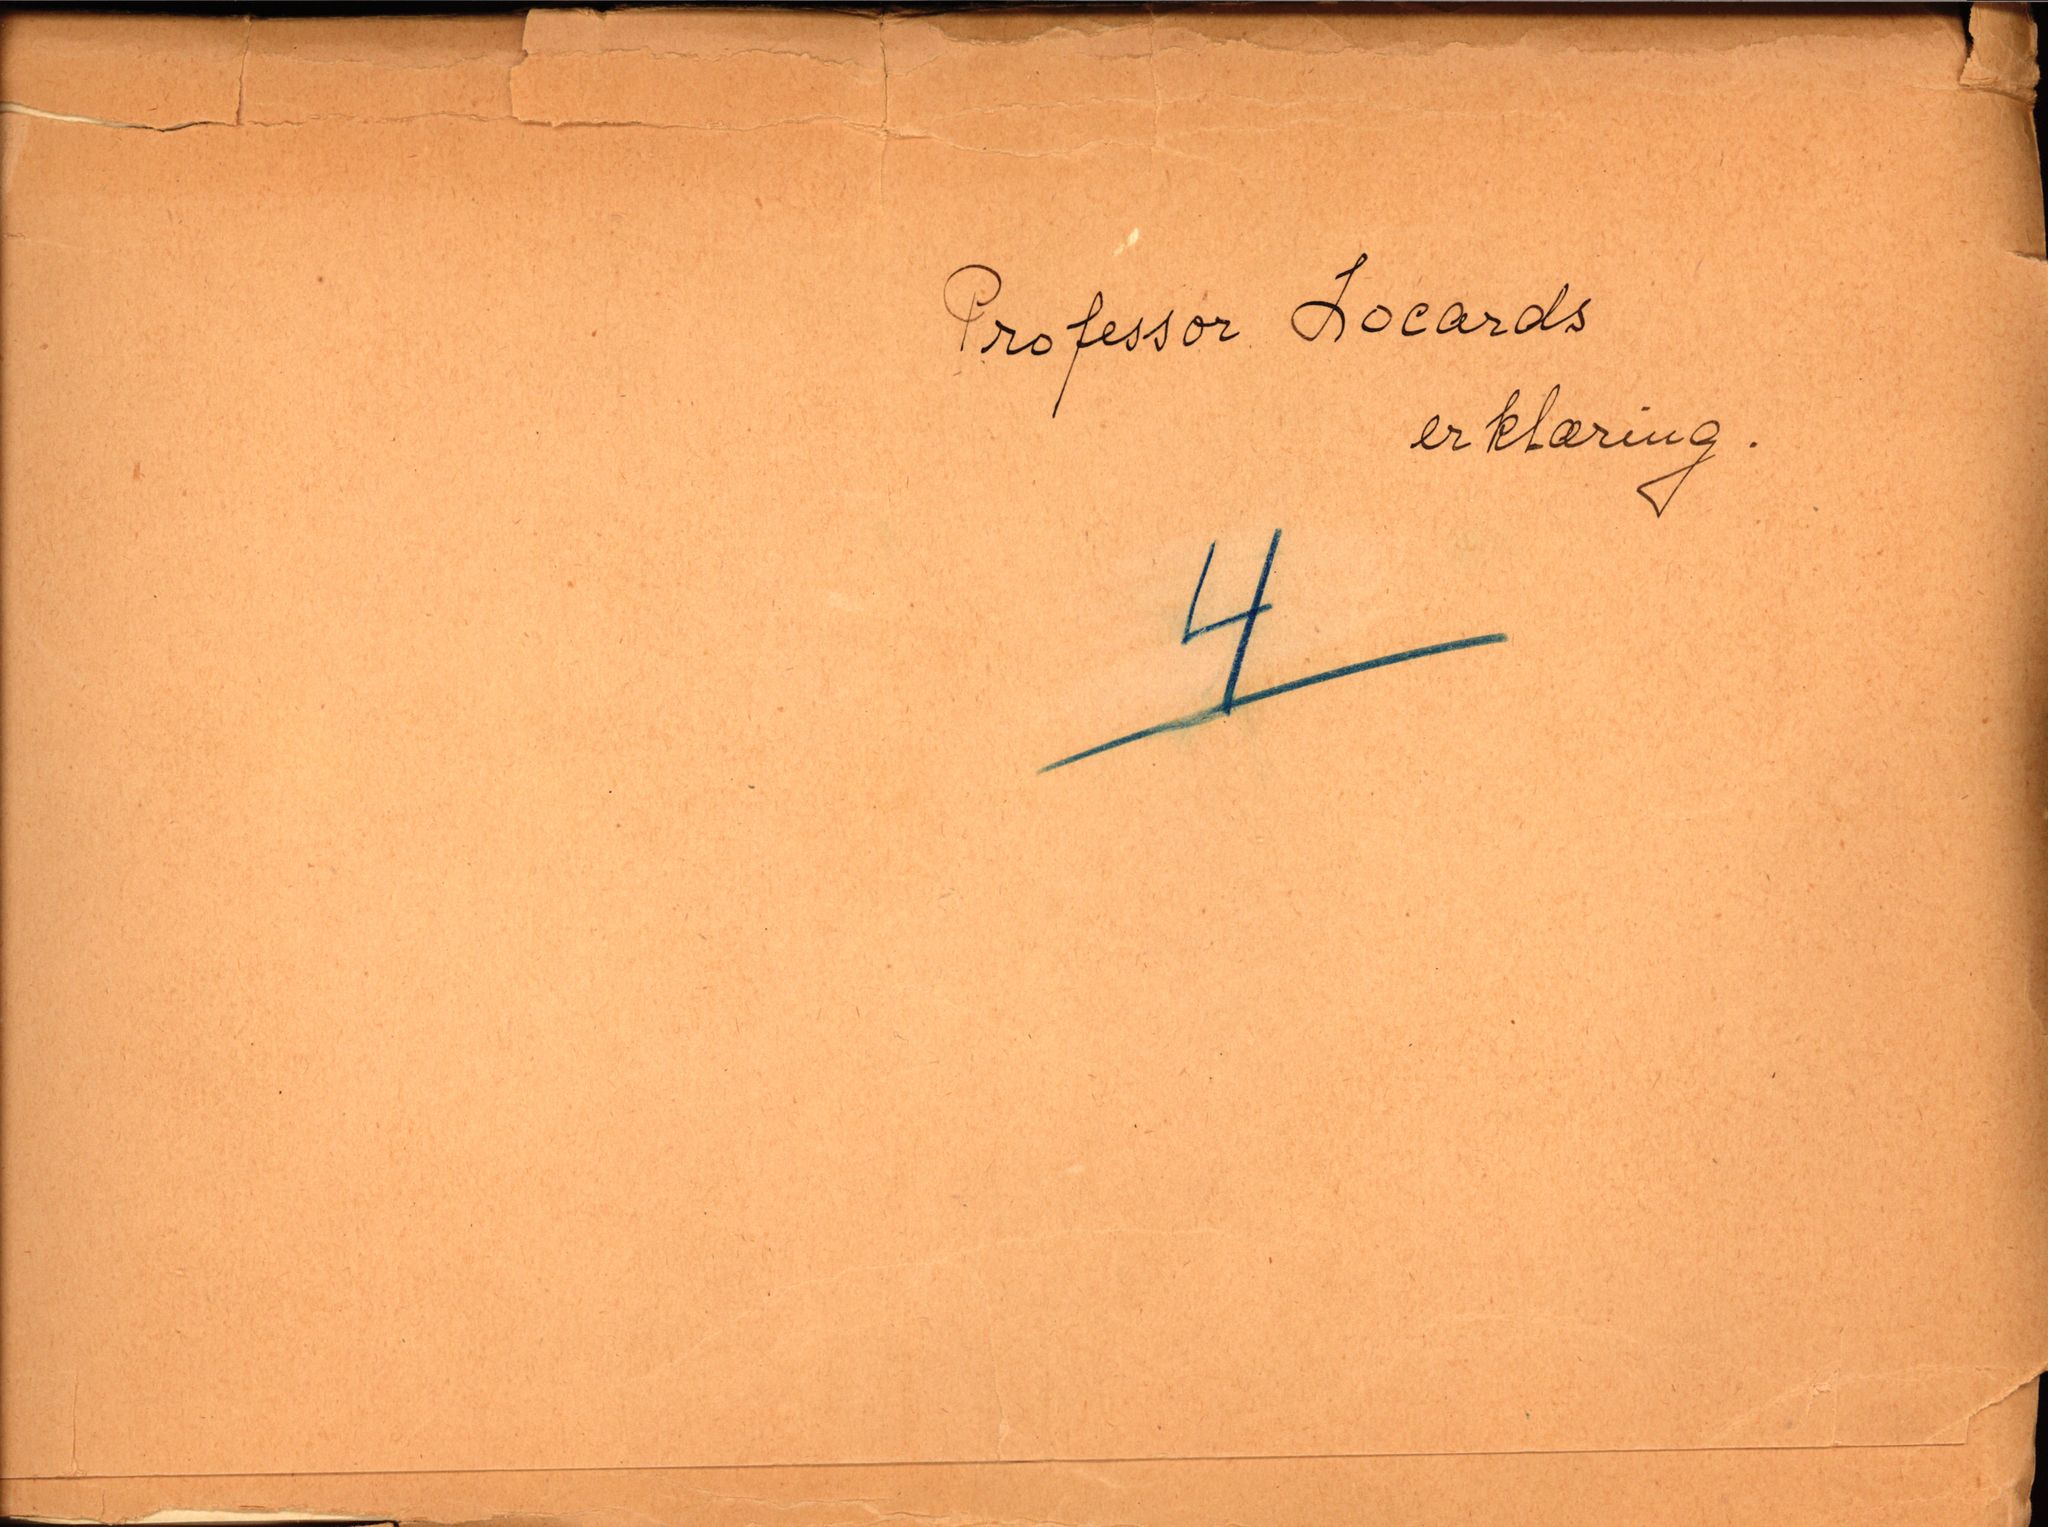 Professor Locards
erklæring.
4